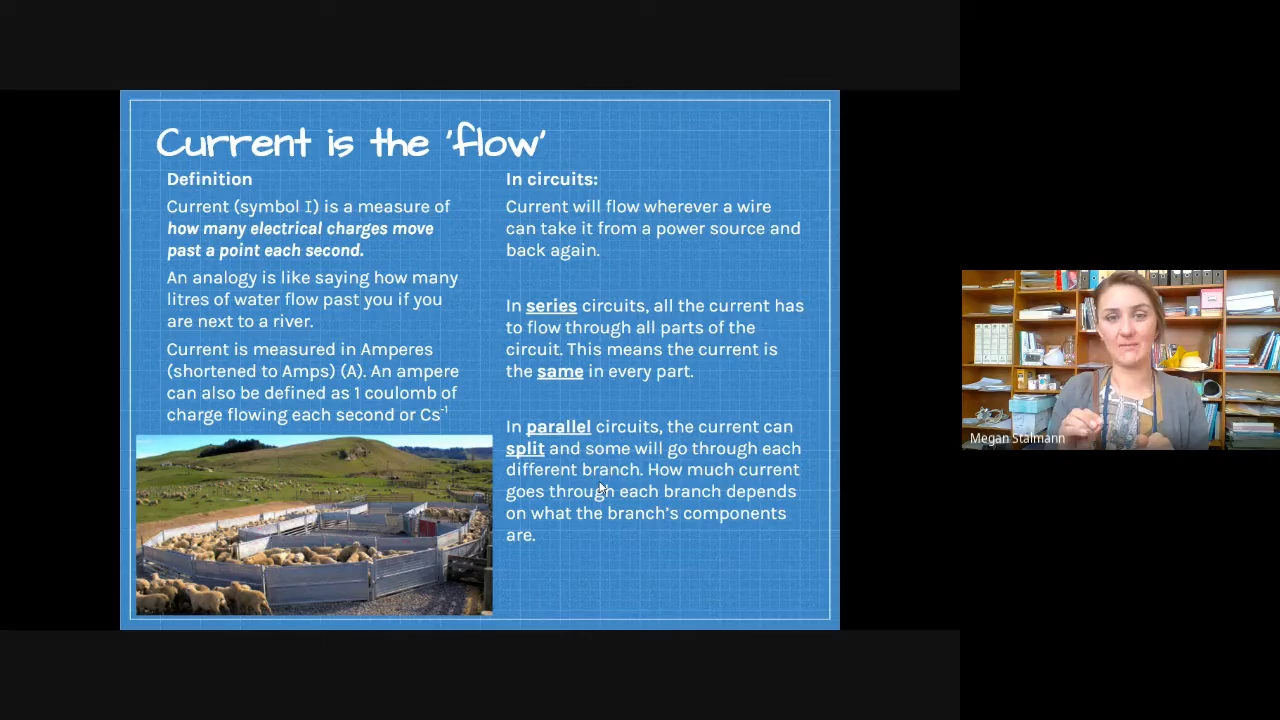 Current is the 'flow'
Definition
Current (symbol I) is a measure of
how many electrical charges move
past a point each second.
An analogy is like saying how many
litres of water flow past you if you
are next to a river.
Current is measured in Amperes
(shortened to Amps) (A). An ampere
can also be defined as 1 coulomb of
charge flowing each second or Cs⁻¹
In circuits:
Current will flow wherever a wire
can take it from a power source and
back again.
In series circuits, all the current has
to flow through all parts of the
circuit. This means the current is
the same in every part.
In parallel circuits, the current can
split and some will go through each
different branch. How much current
goes through each branch depends
on what the branch's components
are.
Megan Stalmann